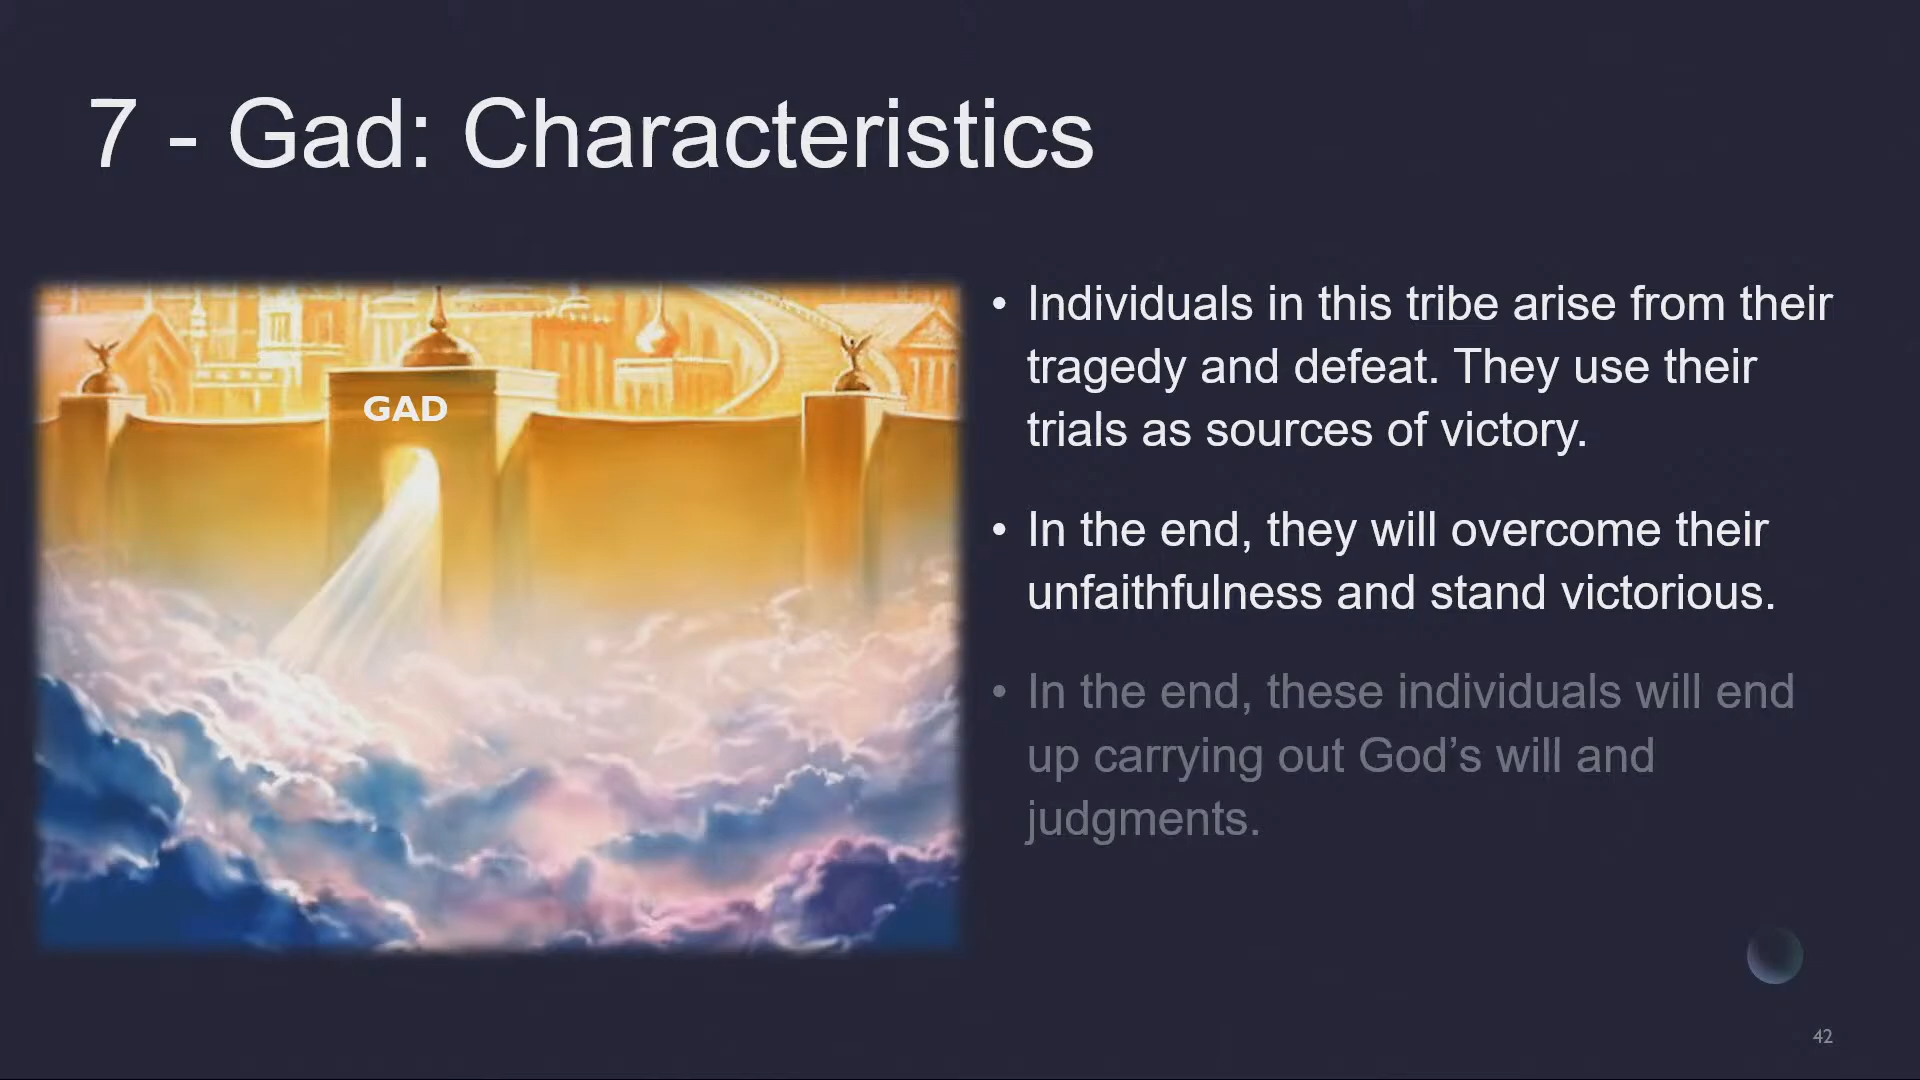 7 - Gad: Characteristics
GAD
• Individuals in this tribe arise from their
tragedy and defeat. They use their
trials as sources of victory.
• In the end, they will overcome their
unfaithfulness and stand victorious.
• In the end, these individuals will end
up carrying out God’s will and
judgments.
42